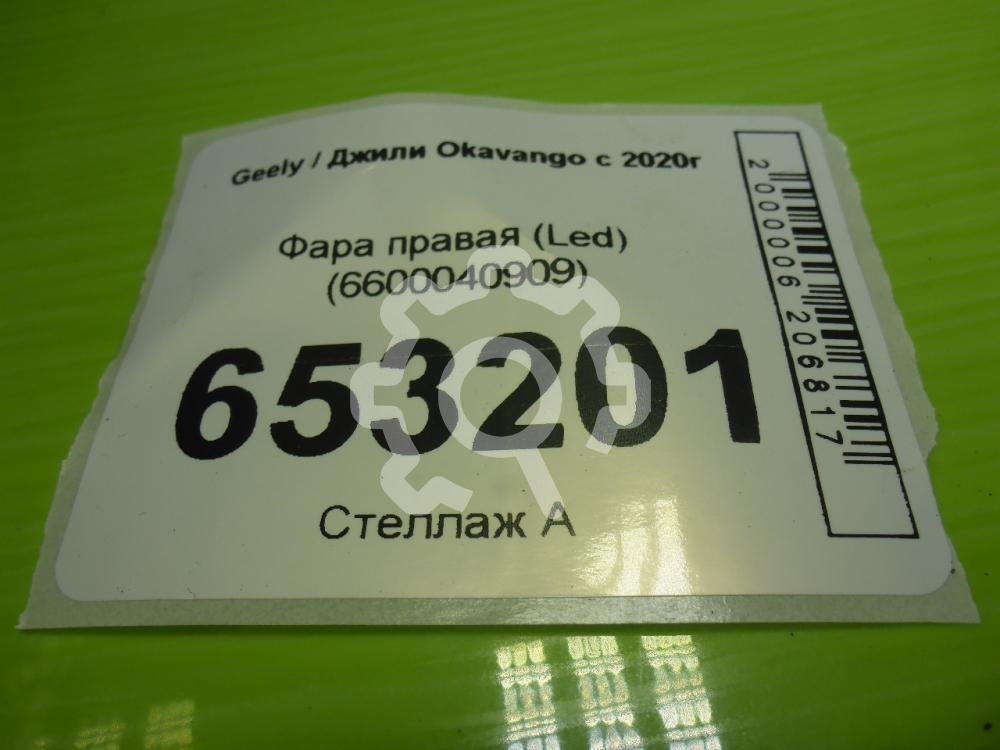 Geely / Джили Okavango с 2020г
Фара правая (Led)
(6600040909)
653201
Стеллаж А
2000006206817